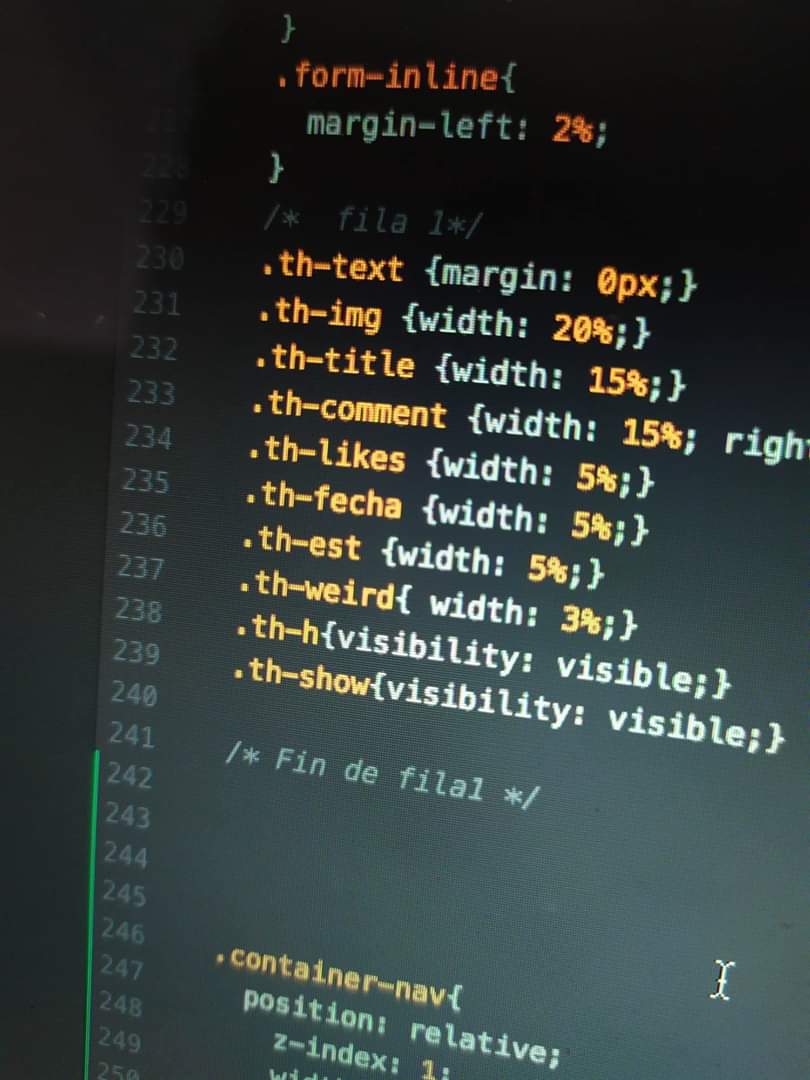 }
.form-inline{
margin-left: 2%;
228 }
229 /* fila 1*/
230 .th-text {margin: 0px;}
231 .th-img {width: 20%;}
232 .th-title {width: 15%;}
233 .th-comment {width: 15%; righ
234 .th-likes {width: 5%;}
235 .th-fecha {width: 5%;}
236 .th-est {width: 5%;}
237 .th-weird{ width: 3%;}
238 .th-h{visibility: visible;}
239 .th-show{visibility: visible;}
240
241 /* Fin de fila1 */
242
243
244
245
246 .container-nav{
247 position: relative;
248 z-index: 1;
249
250